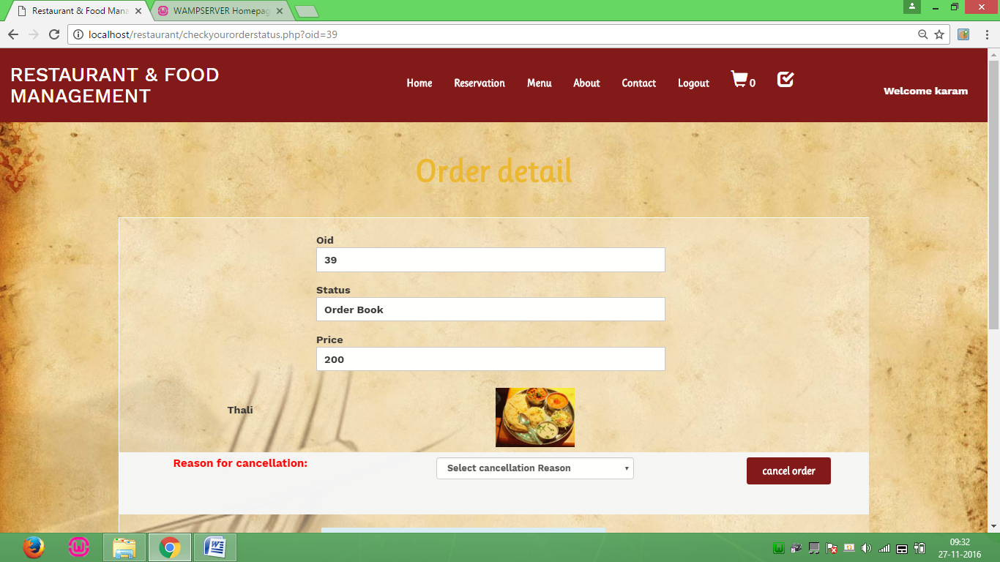 Restaurant & Food Mana
WAMPSERVER Homepag
localhost/restaurant/checkyourorderstatus.php?oid=39
RESTAURANT & FOOD
MANAGEMENT
Home Reservation Menu About Contact Logout 0
Welcome karam
Order detail
Oid
39
Status
Order Book
Price
200
Thali
Reason for cancellation:
Select cancellation Reason
cancel order
09:32
27-11-2016